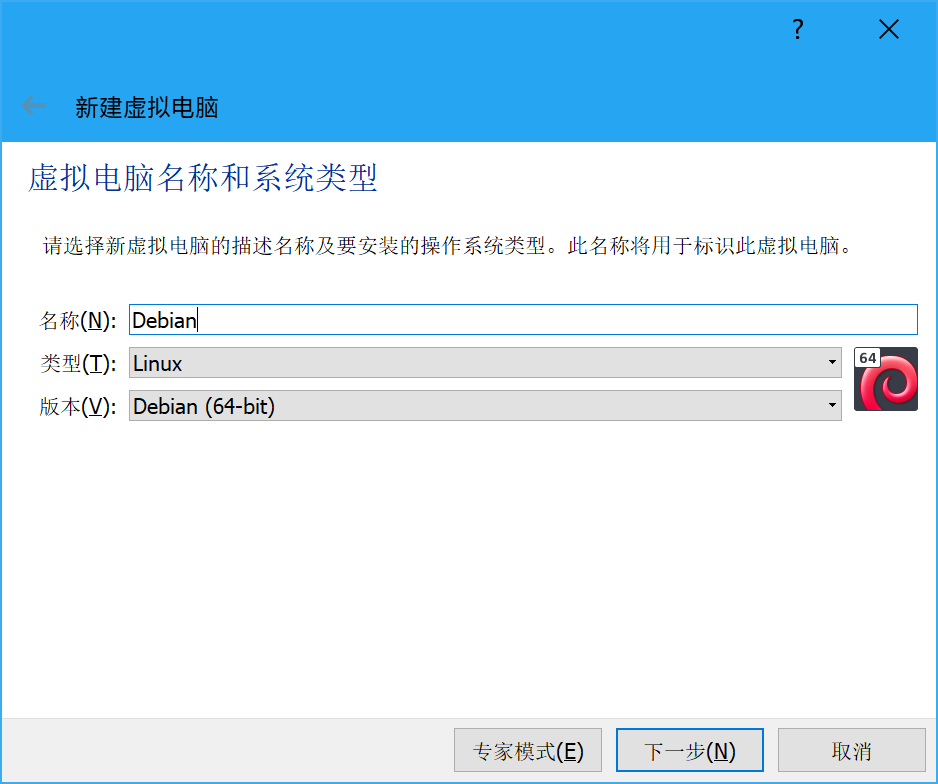 ?
新建虚拟电脑
虚拟电脑名称和系统类型
请选择新虚拟电脑的描述名称及要安装的操作系统类型。此名称将用于标识此虚拟电脑。
名称(N): Debian
类型(T): Linux
64
版本(V): Debian (64-bit)
专家模式(E) 下一步(N) 取消